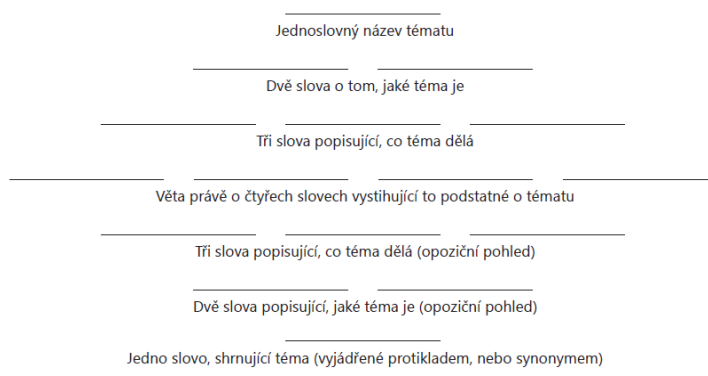 Jednoslovný název tématu
Dvě slova o tom, jaké téma je
Tři slova popisující, co téma dělá
Věta právě o čtyřech slovech vystihující to podstatné o tématu
Tři slova popisující, co téma dělá (opoziční pohled)
Dvě slova popisující, jaké téma je (opoziční pohled)
Jedno slovo, shrnující téma (vyjádřené protikladem, nebo synonymem)